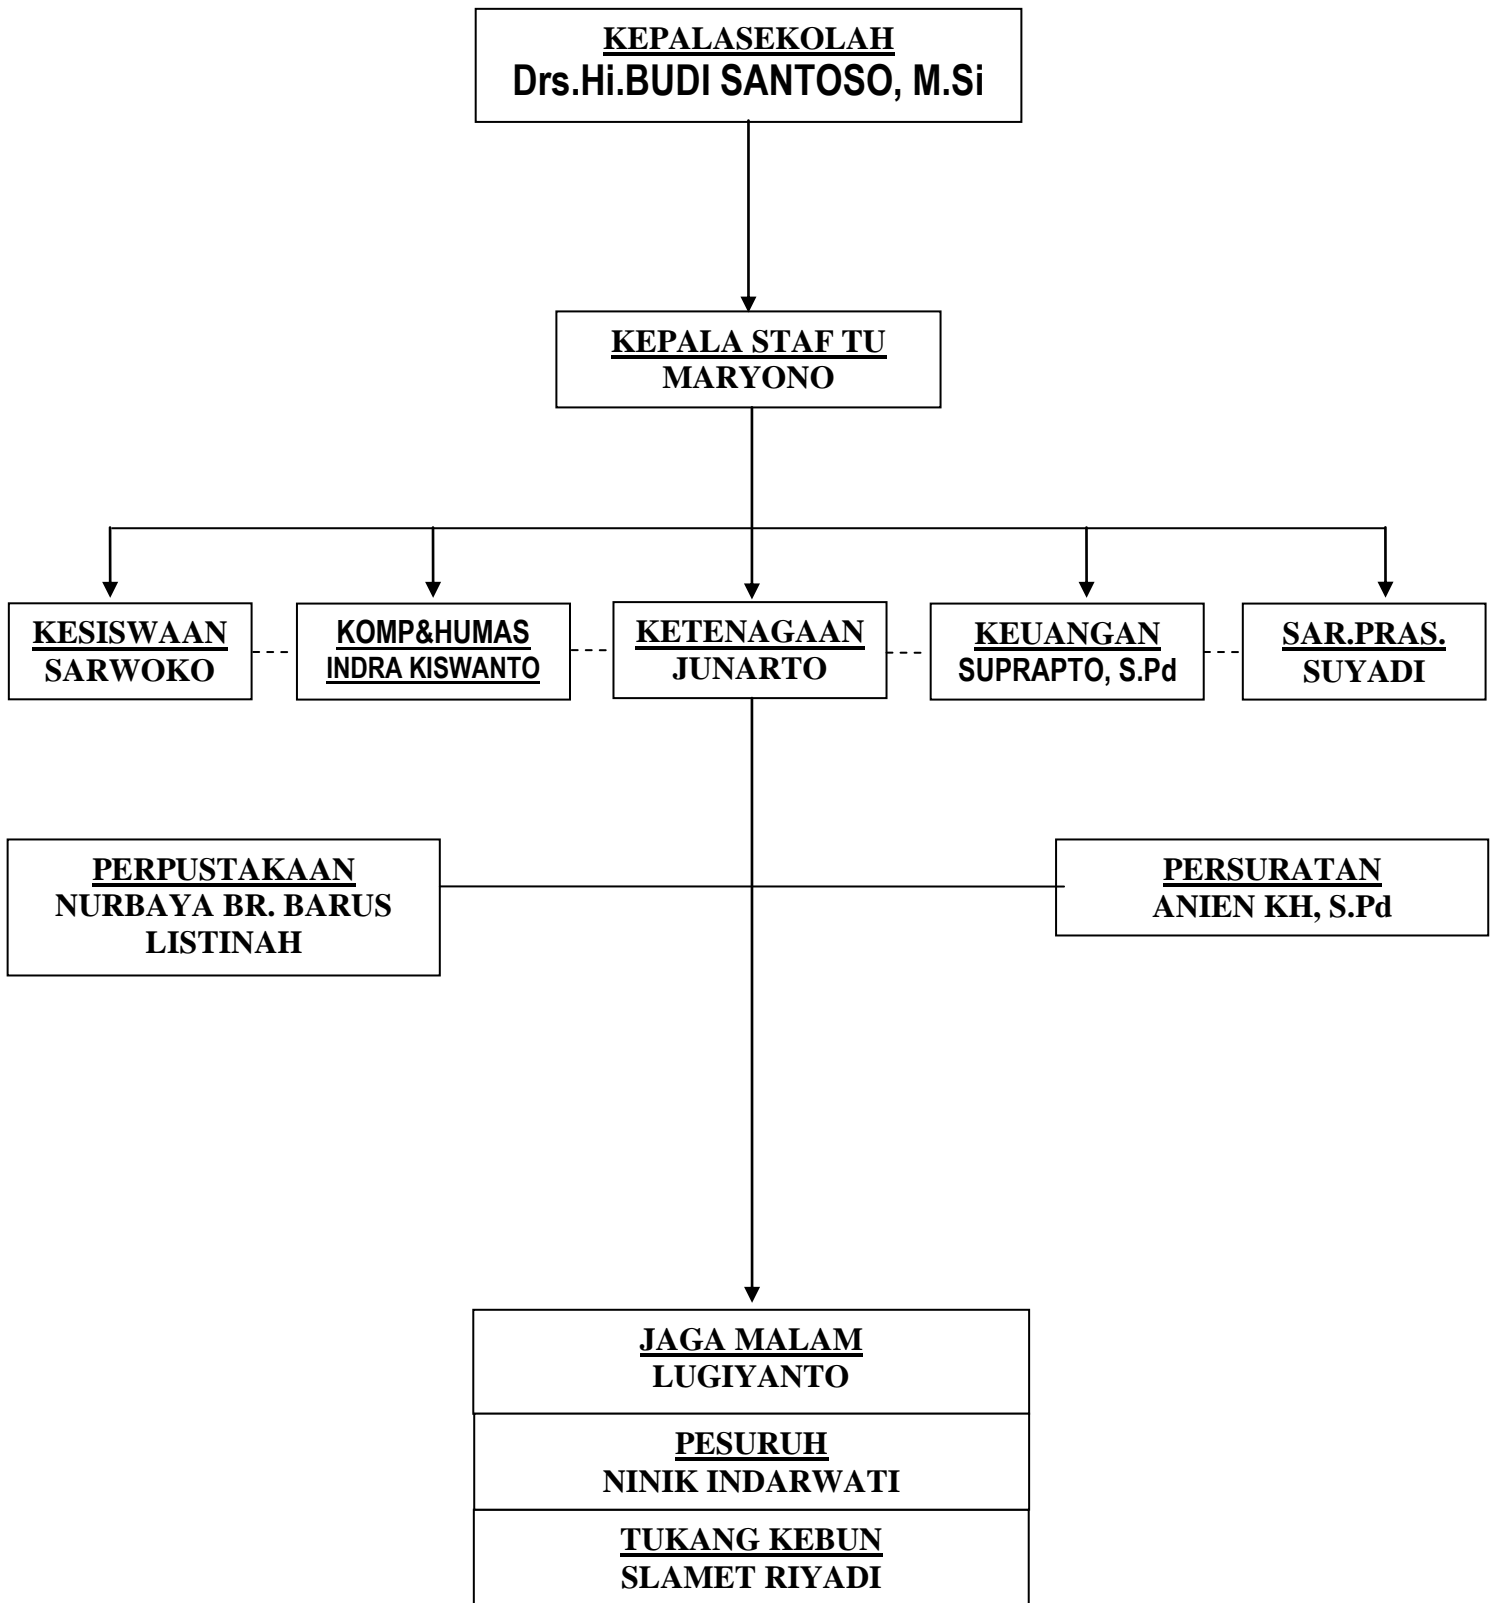 KEPALASEKOLAH
Drs.Hi.BUDI SANTOSO, M.Si
KEPALA STAF TU
MARYONO
KESISWAAN
SARWOKO
KOMP&HUMAS
INDRA KISWANTO
KETENAGAAN
JUNARTO
KEUANGAN
SUPRAPTO, S.Pd
SAR.PRAS.
SUYADI
PERPUSTAKAAN
NURBAYA BR. BARUS
LISTINAH
PERSURATAN
ANIEN KH, S.Pd
JAGA MALAM
LUGIYANTO
PESURUH
NINIK INDARWATI
TUKANG KEBUN
SLAMET RIYADI